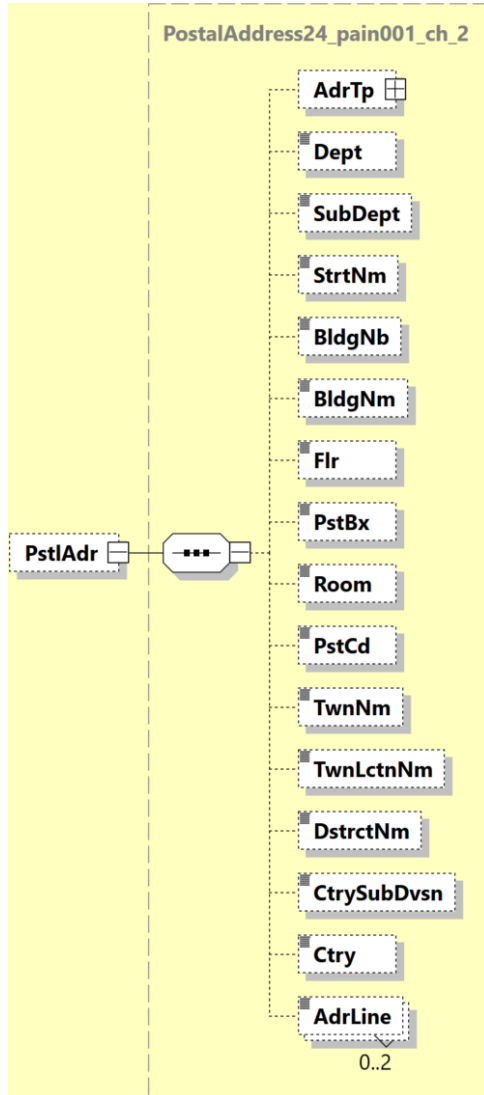 PostalAddress24_pain001_ch_2
AdrTp
Dept
SubDept
StrtNm
BldgNb
BldgNm
Flr
PstBx
PstlAdr
Room
PstCd
TwnNm
TwnLctnNm
DstrctNm
CtrySubDvsn
Ctry
AdrLine
0..2